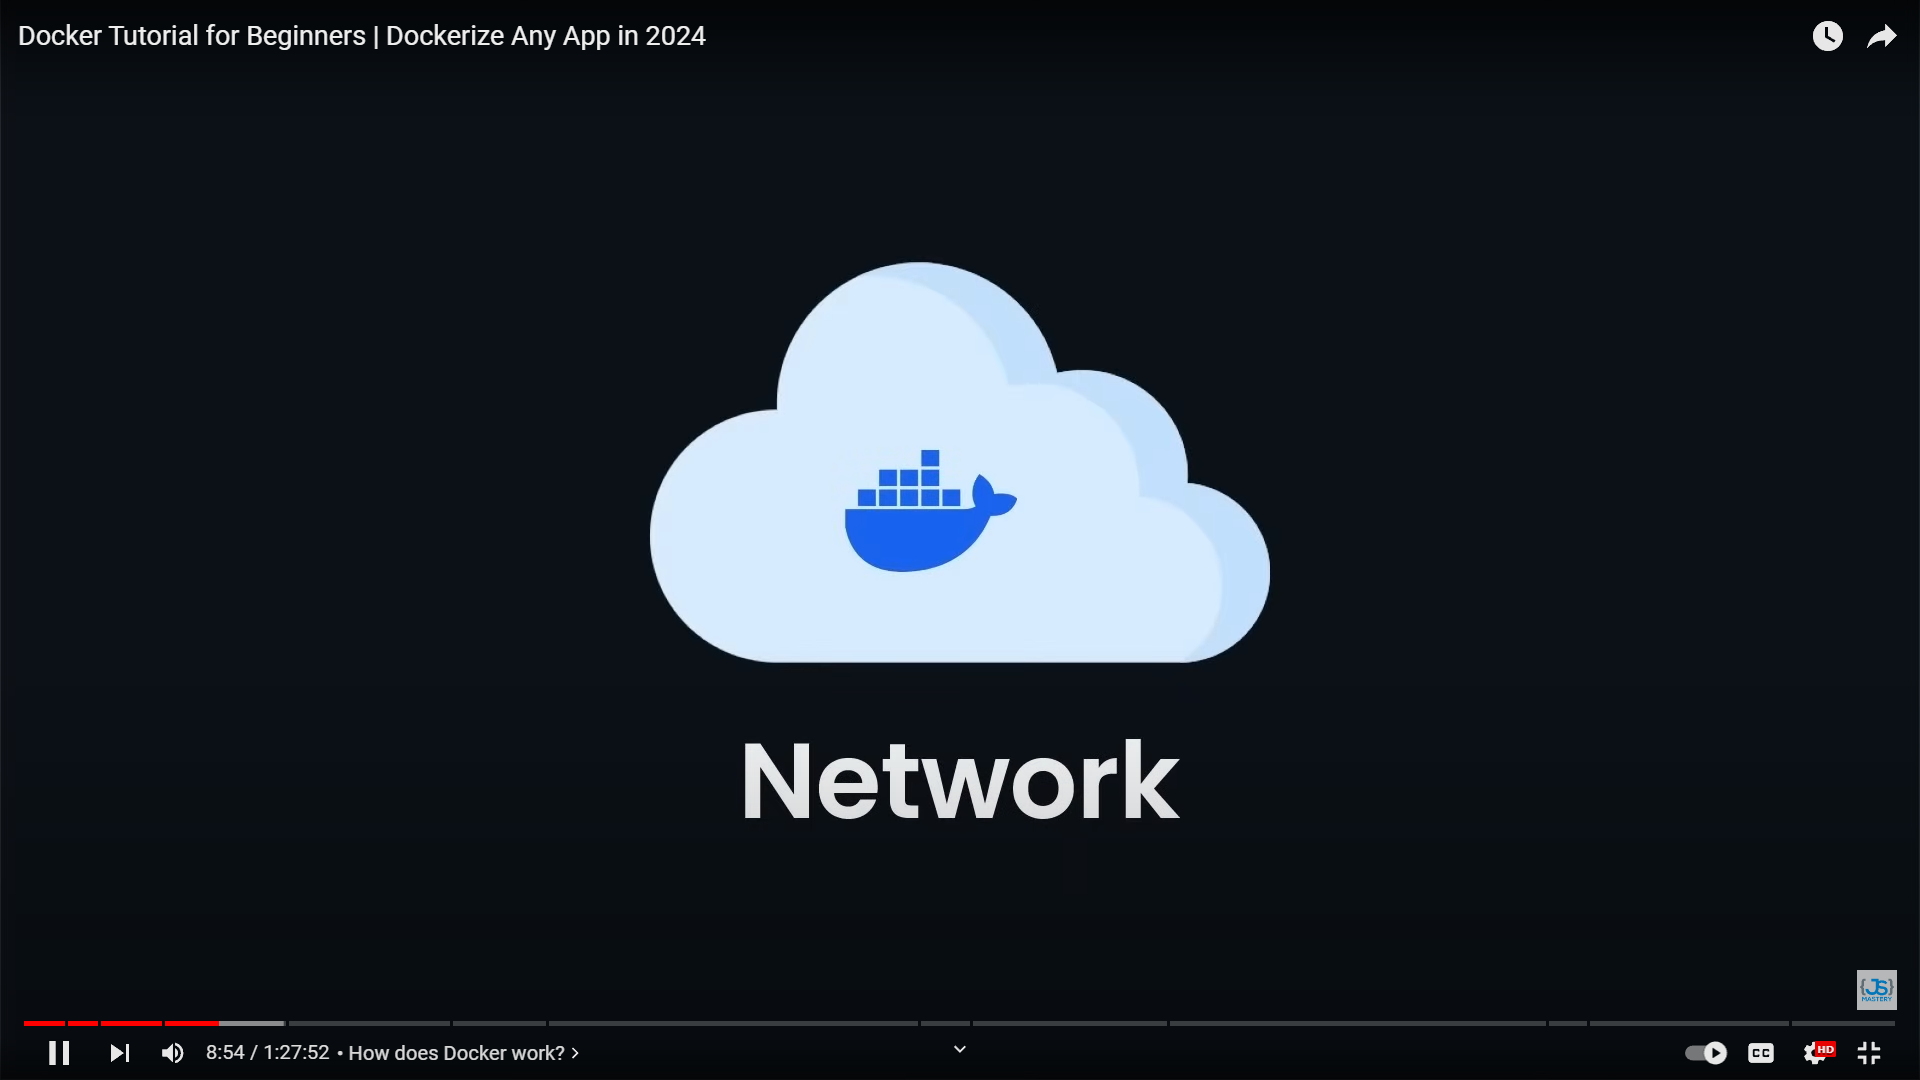 Docker Tutorial for Beginners | Dockerize Any App in 2024
Network
{JS}
MASTERY
8:54 / 1:27:52 • How does Docker work? >
CC
HD